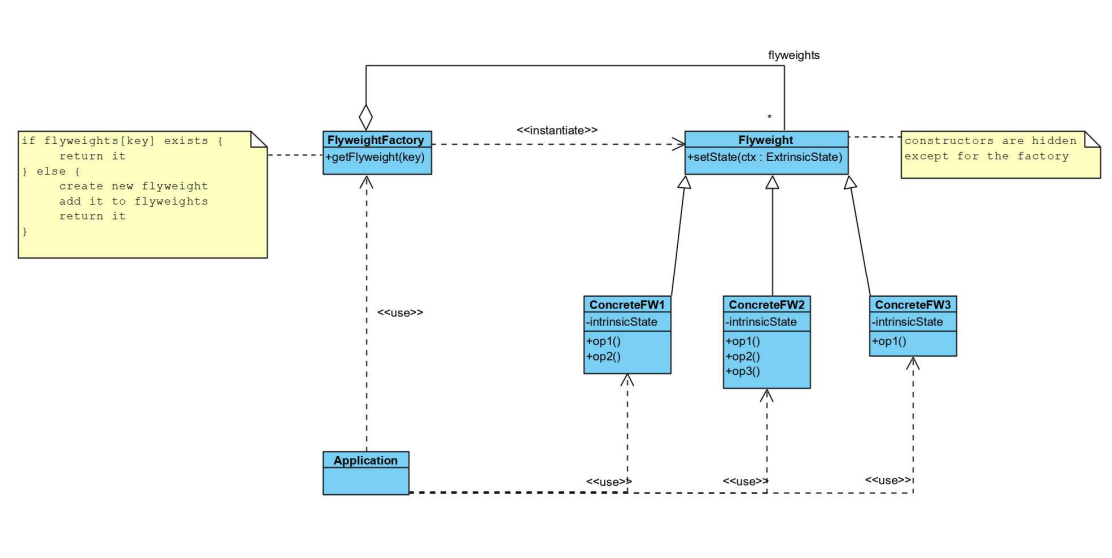 flyweights
*
if flyweights[key] exists {
return it
} else {
create new flyweight
add it to flyweights
return it
}
FlyweightFactory
+getFlyweight(key)
<<instantiate>>
Flyweight
+setState(ctx : ExtrinsicState)
constructors are hidden
except for the factory
<<use>>
ConcreteFW1
-intrinsicState
+op1()
+op2()
ConcreteFW2
-intrinsicState
+op1()
+op2()
+op3()
ConcreteFW3
-intrinsicState
+op1()
Application
<<use>>
<<use>>
<<use>>